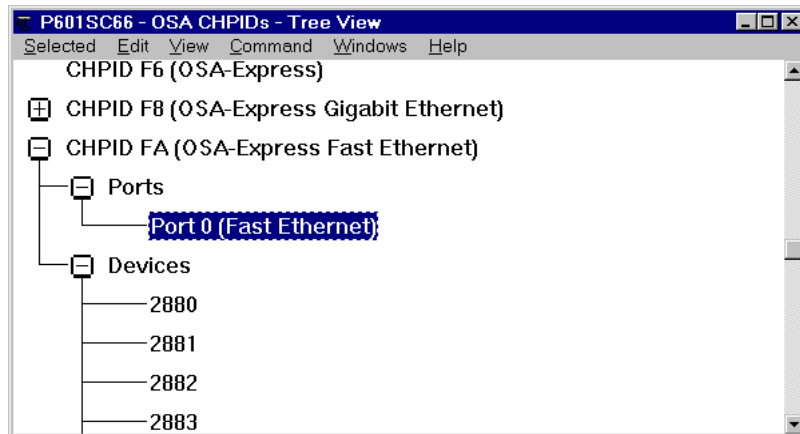 P601SC66 - OSA CHPIDs - Tree View
Selected Edit View Command Windows Help
CHPID F6 (OSA-Express)
CHPID F8 (OSA-Express Gigabit Ethernet)
CHPID FA (OSA-Express Fast Ethernet)
Ports
Port 0 (Fast Ethernet)
Devices
2880
2881
2882
2883